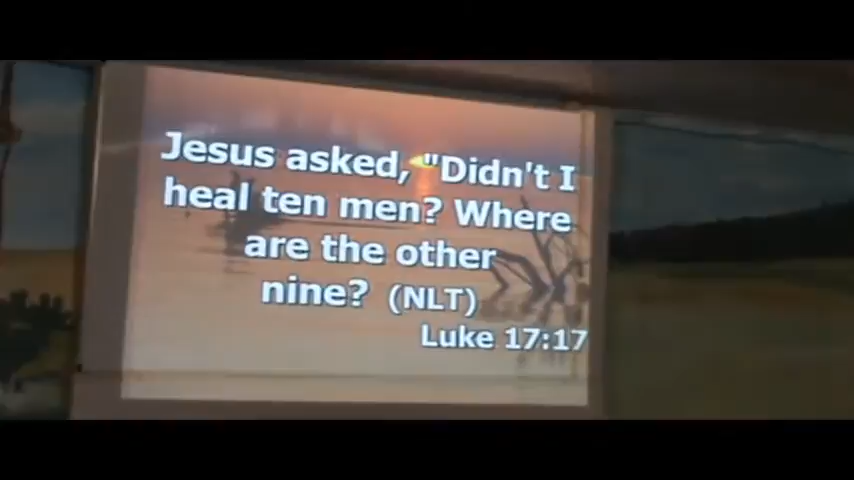 Jesus asked, "Didn't I
heal ten men? Where
are the other
nine? (NLT)
Luke 17:17